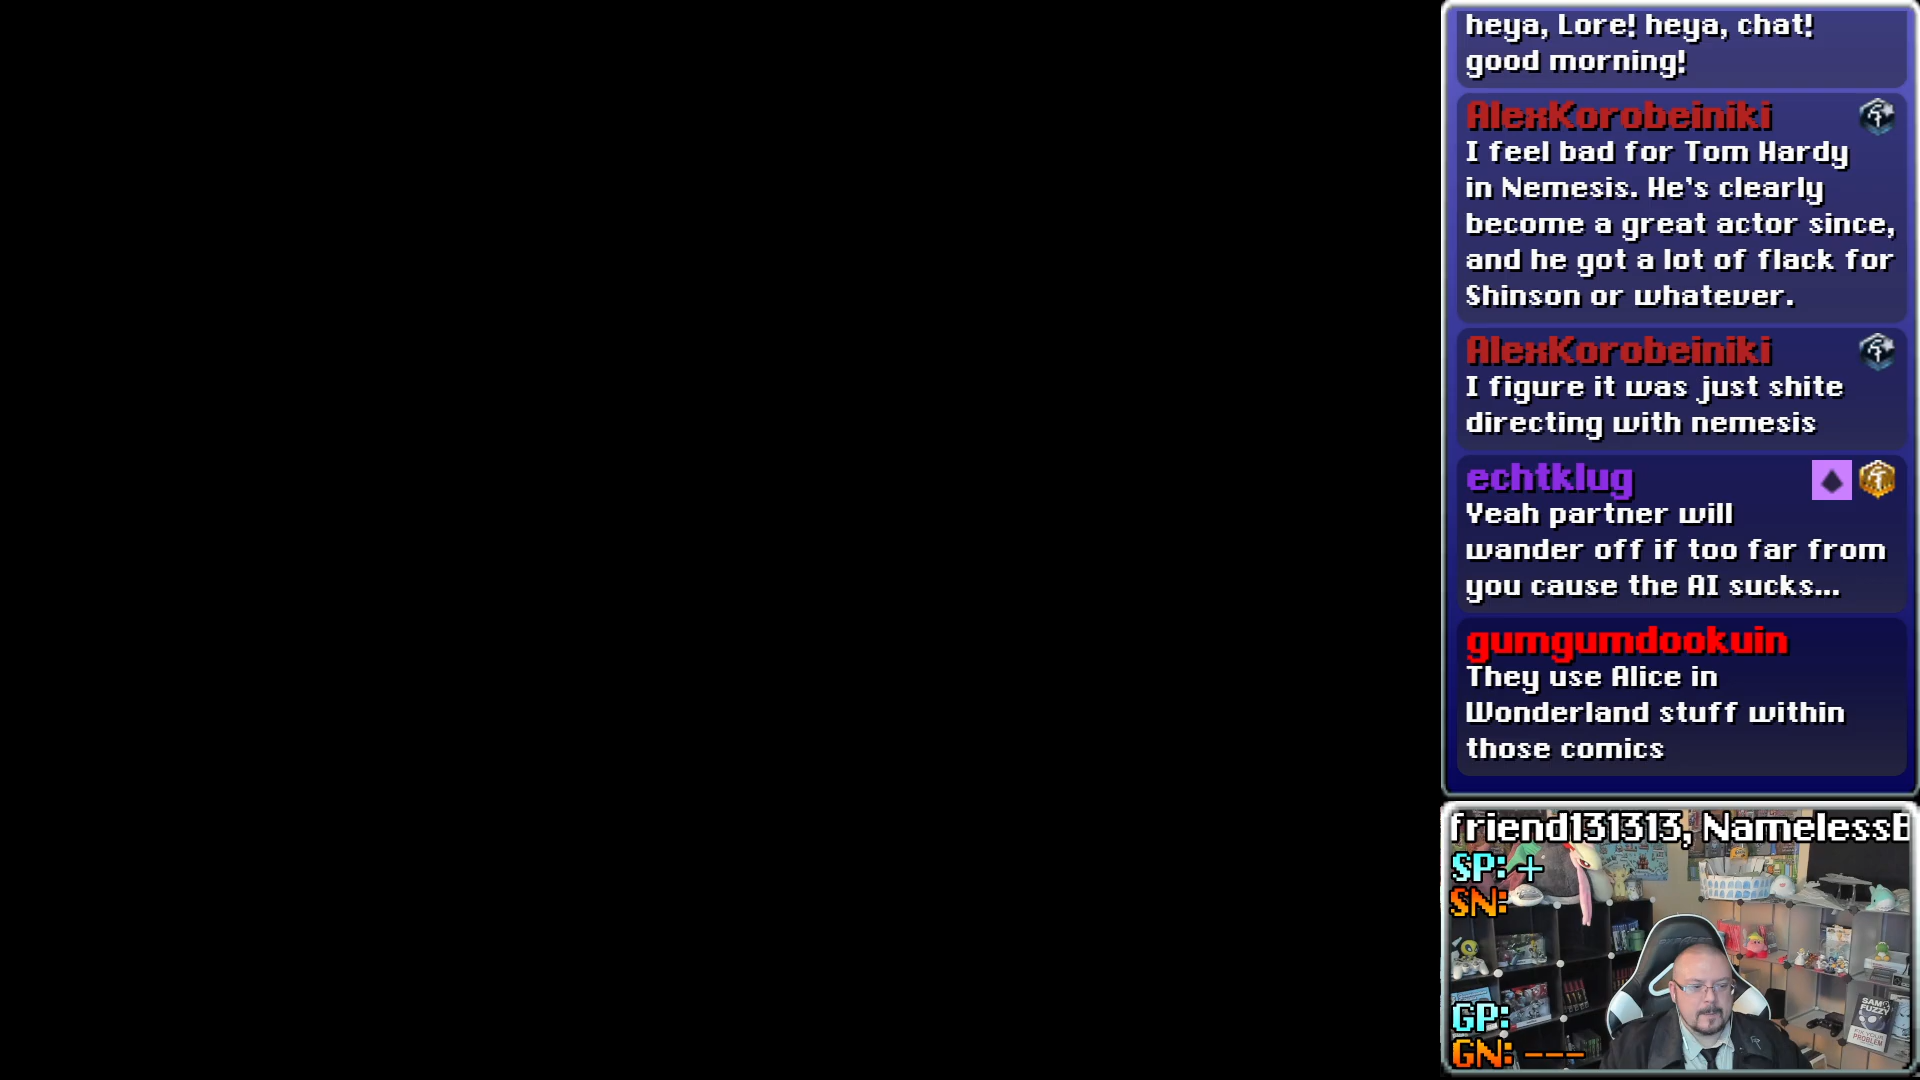 heya, Lore! heya, chat!
good morning!
AlexKorobeiniki
I feel bad for Tom Hardy
in Nemesis. He's clearly
become a great actor since,
and he got a lot of flack for
Shinson or whatever.
AlexKorobeiniki
I figure it was just shite
directing with nemesis
echtklug
Yeah partner will
wander off if too far from
you cause the AI sucks...
gumgumdookuin
They use Alice in
Wonderland stuff within
those comics
friend131313, NamelessB
SP: +
SN:
GP:
GN: ---
SAM
FUZZY
PROBLEM